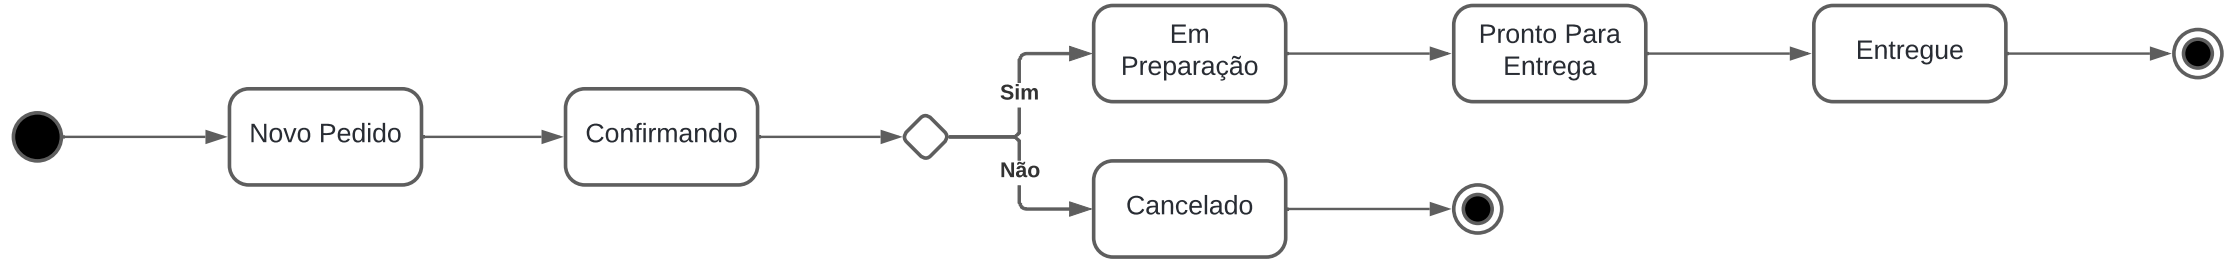 Novo Pedido
Confirmando
Sim
Não
Em
Preparação
Pronto Para
Entrega
Entregue
Cancelado